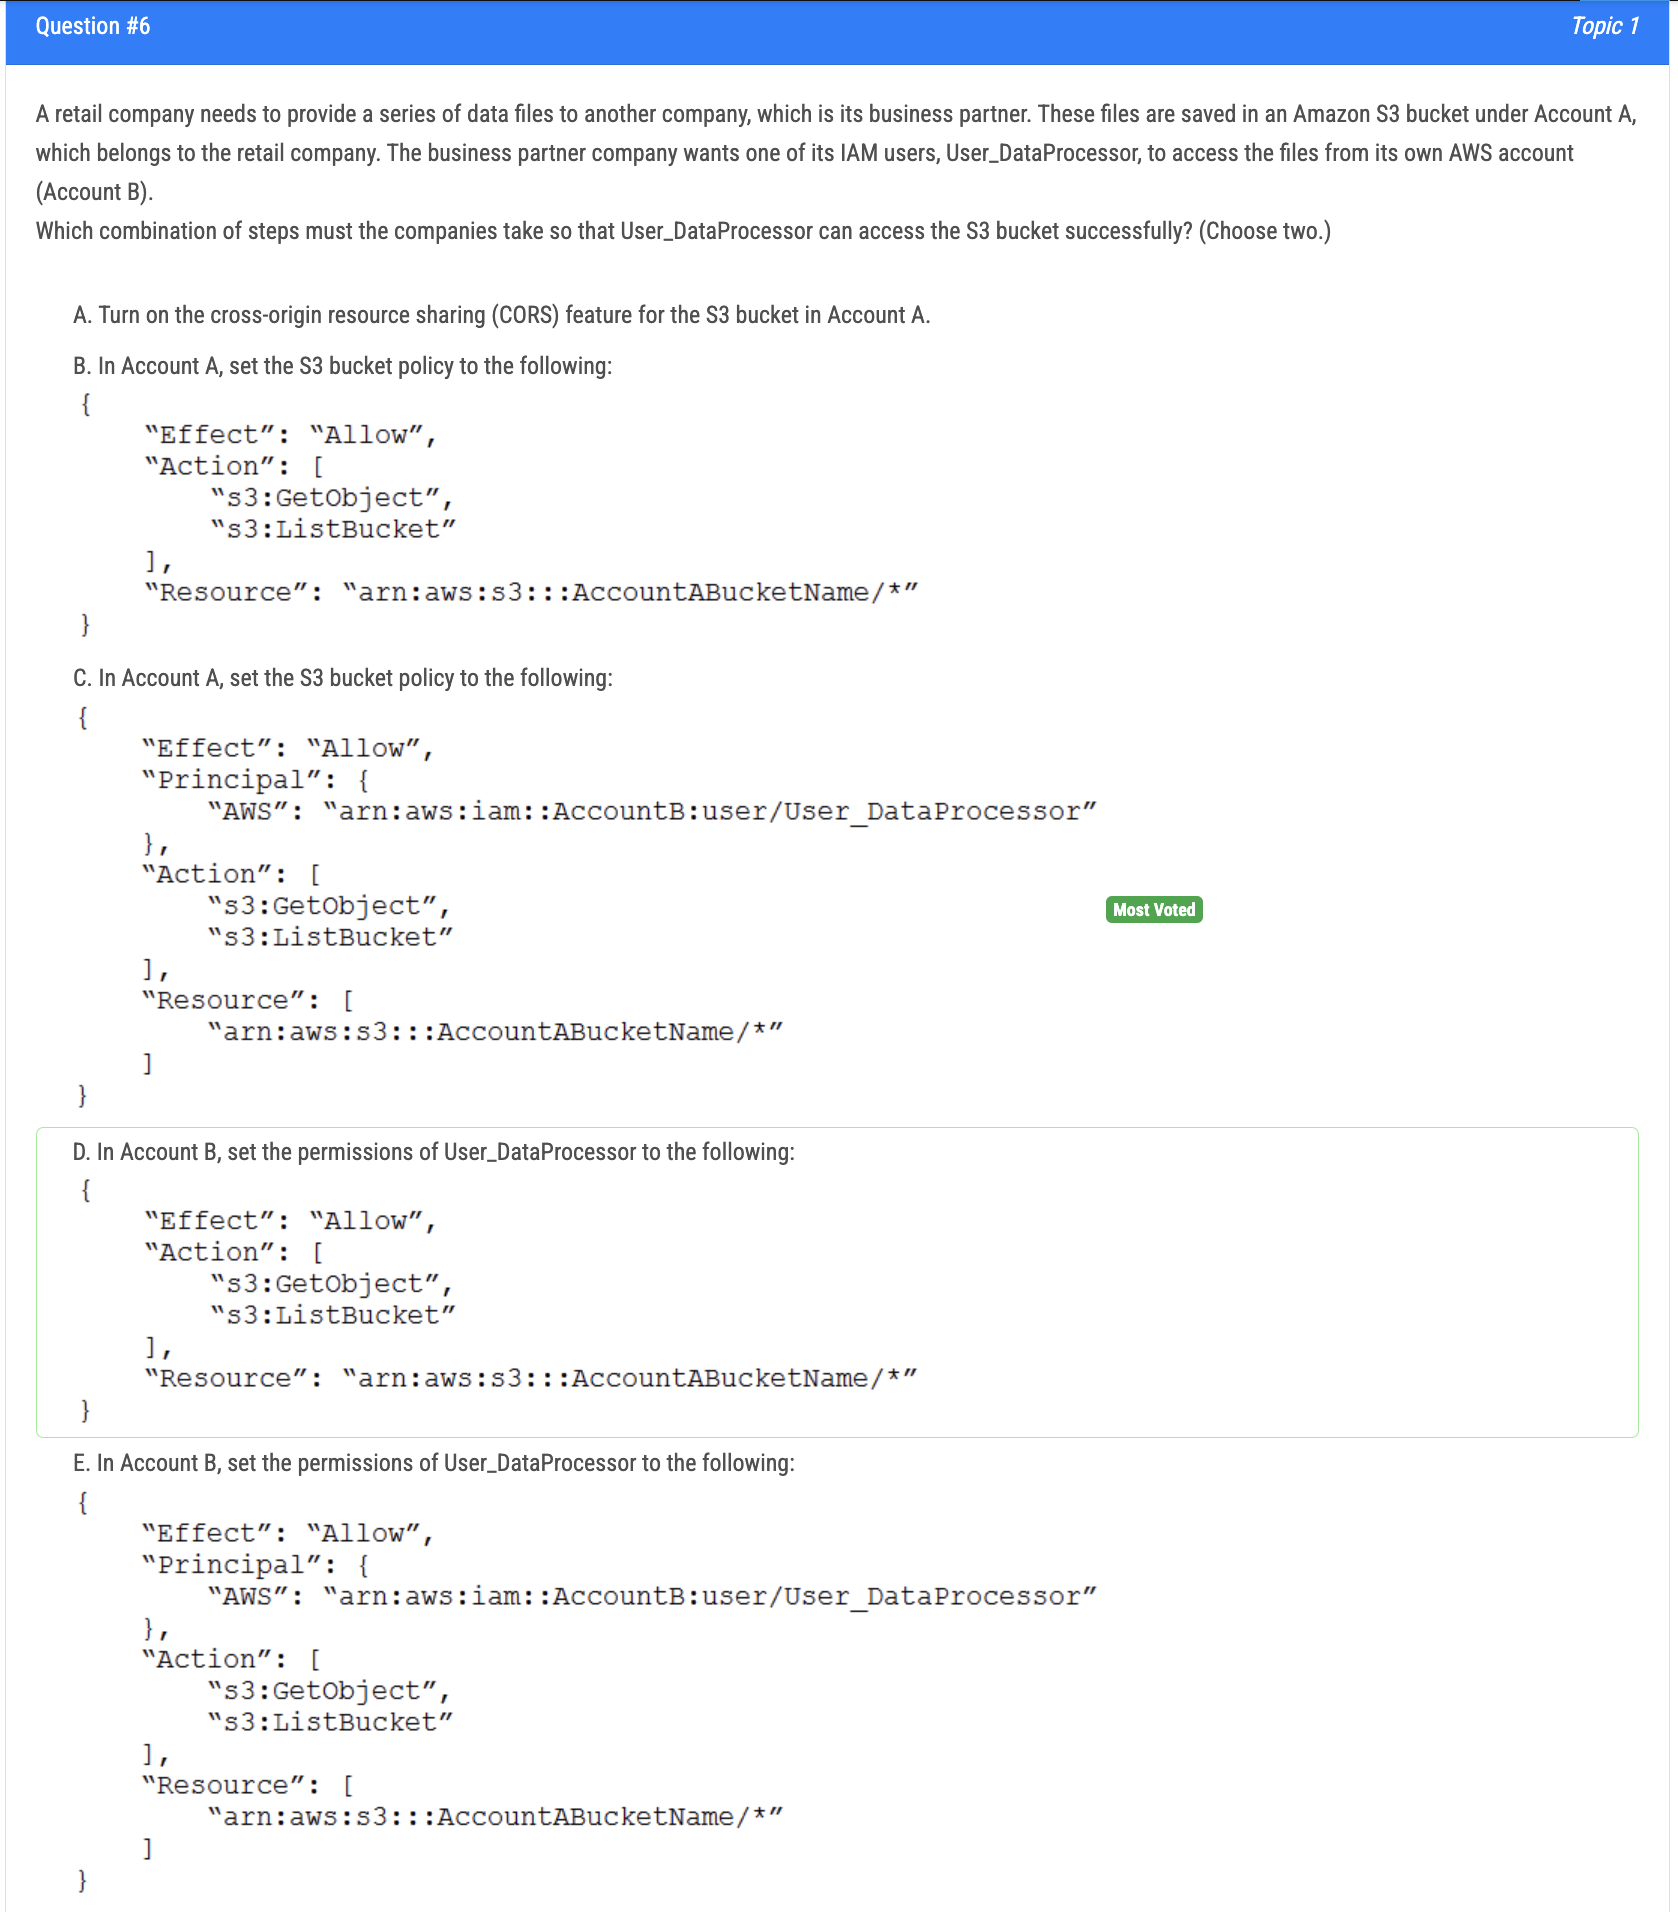 Question #6
Topic 1
A retail company needs to provide a series of data files to another company, which is its business partner. These files are saved in an Amazon S3 bucket under Account A,
which belongs to the retail company. The business partner company wants one of its IAM users, User_DataProcessor, to access the files from its own AWS account
(Account B).
Which combination of steps must the companies take so that User_DataProcessor can access the S3 bucket successfully? (Choose two.)
A. Turn on the cross-origin resource sharing (CORS) feature for the S3 bucket in Account A.
B. In Account A, set the S3 bucket policy to the following:
{
“Effect”: “Allow”,
“Action”: [
“s3:GetObject”,
“s3:ListBucket”
],
“Resource”: “arn:aws:s3:::AccountABucketName/*”
}
C. In Account A, set the S3 bucket policy to the following:
{
“Effect”: “Allow”,
“Principal”: {
“AWS”: “arn:aws:iam::AccountB:user/User_DataProcessor”
},
“Action”: [
“s3:GetObject”,
“s3:ListBucket”
],
“Resource”: [
“arn:aws:s3:::AccountABucketName/*”
]
}
Most Voted
D. In Account B, set the permissions of User_DataProcessor to the following:
{
“Effect”: “Allow”,
“Action”: [
“s3:GetObject”,
“s3:ListBucket”
],
“Resource”: “arn:aws:s3:::AccountABucketName/*”
}
E. In Account B, set the permissions of User_DataProcessor to the following:
{
“Effect”: “Allow”,
“Principal”: {
“AWS”: “arn:aws:iam::AccountB:user/User_DataProcessor”
},
“Action”: [
“s3:GetObject”,
“s3:ListBucket”
],
“Resource”: [
“arn:aws:s3:::AccountABucketName/*”
]
}